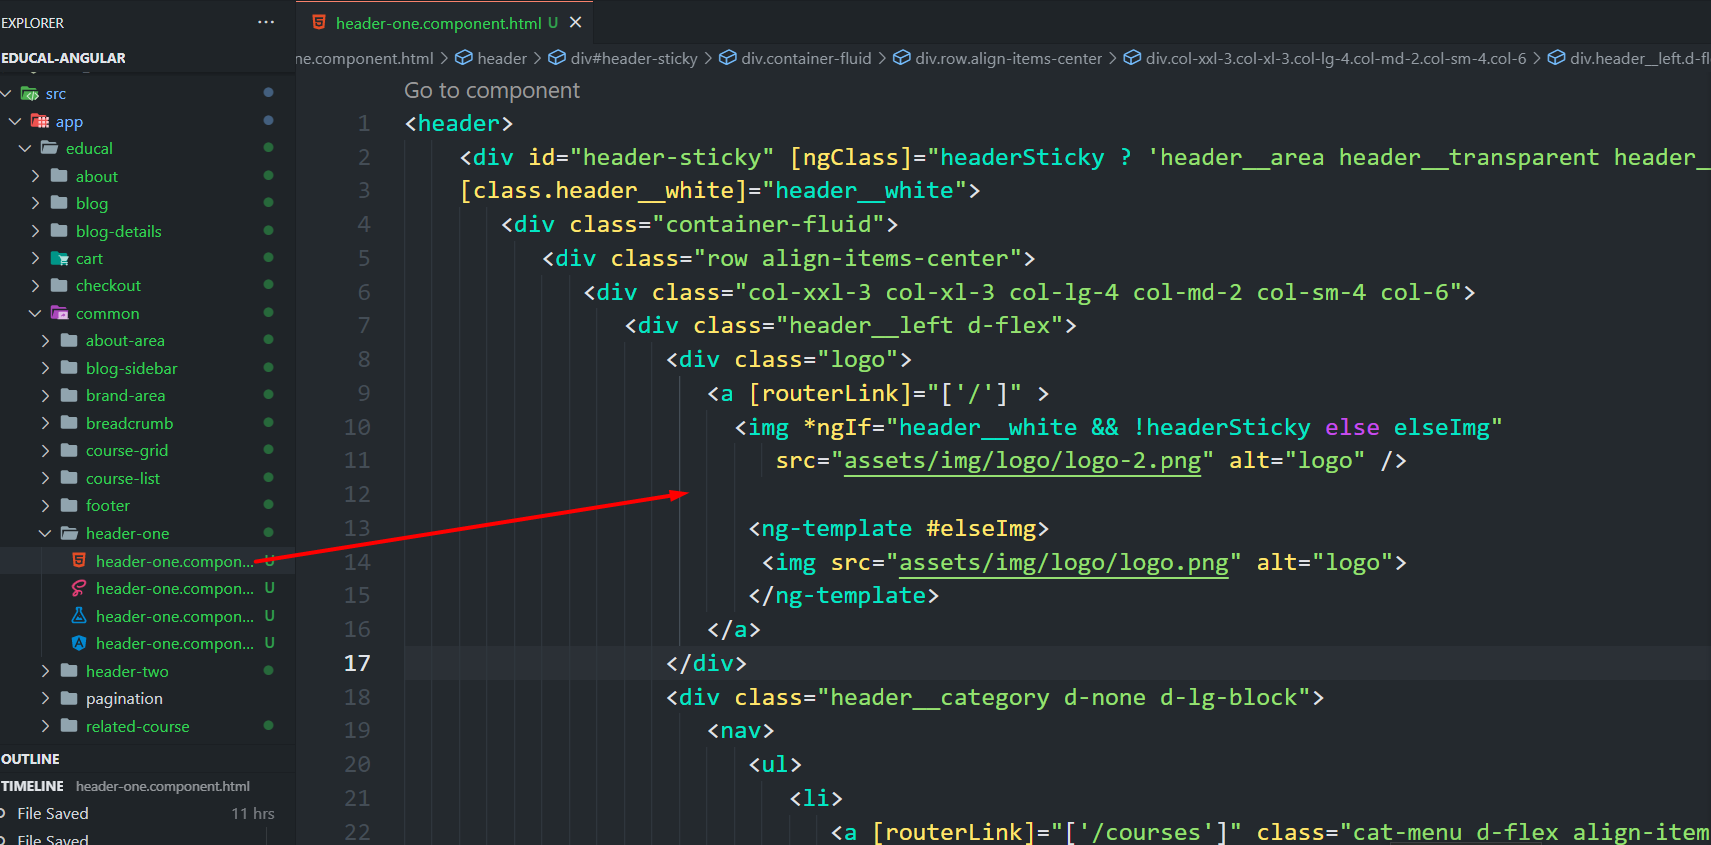 EXPLORER
EDUCAL-ANGULAR
src
app
educal
about
blog
blog-details
cart
checkout
common
about-area
blog-sidebar
brand-area
breadcrumb
course-grid
course-list
footer
header-one
header-one.compon... U
header-one.compon... U
header-one.compon... U
header-one.compon... U
header-two
pagination
related-course
OUTLINE
TIMELINE header-one.component.html
File Saved 11 hrs
File Saved
header-one.component.html U
ne.component.html > header > div#header-sticky > div.container-fluid > div.row.align-items-center > div.col-xxl-3.col-xl-3.col-lg-4.col-md-2.col-sm-4.col-6 > div.header__left.d-fl
Go to component
1 <header>
2 <div id="header-sticky" [ngClass]="headerSticky ? 'header__area header__transparent header_
3 [class.header__white]="header__white">
4 <div class="container-fluid">
5 <div class="row align-items-center">
6 <div class="col-xxl-3 col-xl-3 col-lg-4 col-md-2 col-sm-4 col-6">
7 <div class="header__left d-flex">
8 <div class="logo">
9 <a [routerLink]="['/']" >
10 <img *ngIf="header__white && !headerSticky else elseImg"
11 src="assets/img/logo/logo-2.png" alt="logo" />
12
13 <ng-template #elseImg>
14 <img src="assets/img/logo/logo.png" alt="logo">
15 </ng-template>
16 </a>
17 </div>
18 <div class="header__category d-none d-lg-block">
19 <nav>
20 <ul>
21 <li>
22 <a [routerLink]="['/courses']" class="cat-menu d-flex align-item